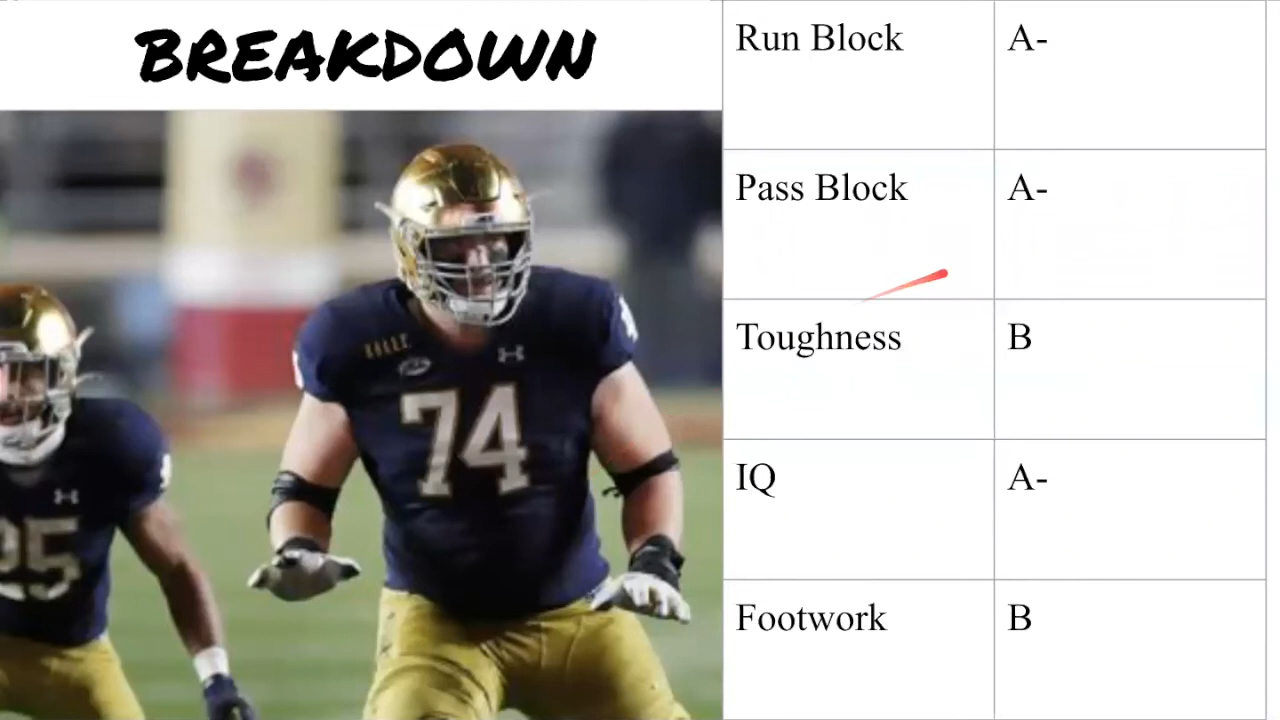 BREAKDOWN
Run Block A-
Pass Block A-
Toughness B
IQ A-
Footwork B
74
25